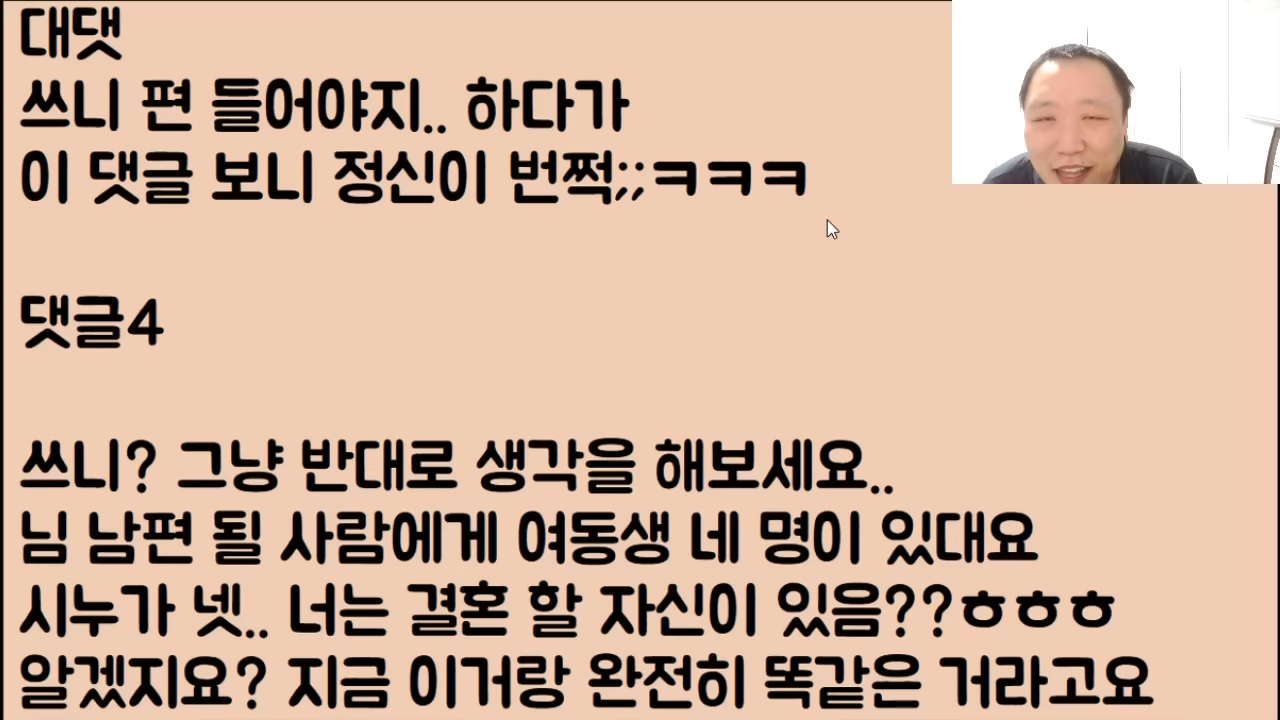 대댓
쓰니 편 들어야지.. 하다가
이 댓글 보니 정신이 번쩍;;ㅋㅋㅋ
댓글4
쓰니? 그냥 반대로 생각을 해보세요..
님 남편 될 사람에게 여동생 네 명이 있대요
시누가 넷.. 너는 결혼 할 자신이 있음??ㅎㅎㅎ
알겠지요? 지금 이거랑 완전히 똑같은 거라고요